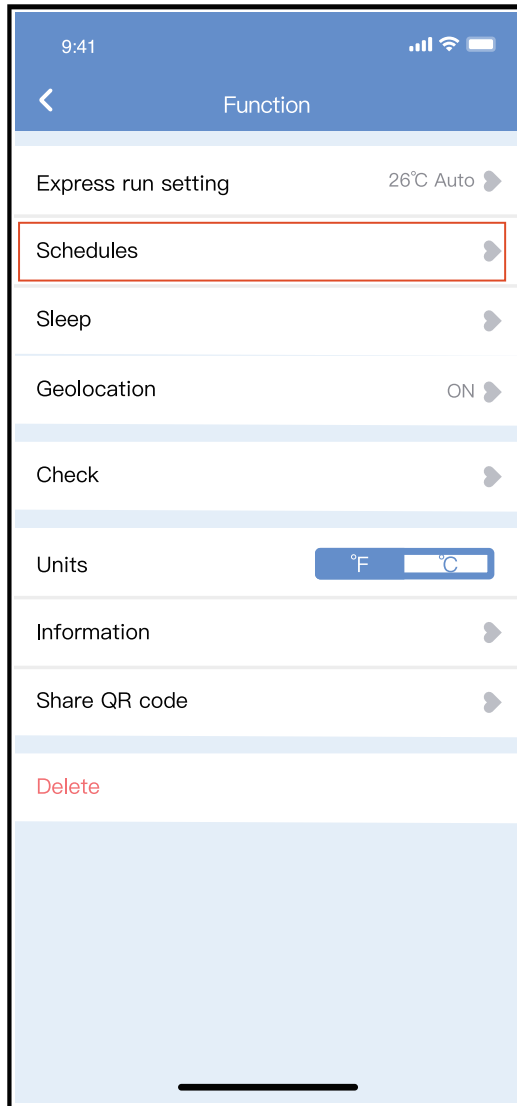 9:41
Function
Express run setting 26℃ Auto
Schedules
Sleep
Geolocation ON
Check
Units ℉ ℃
Information
Share QR code
Delete